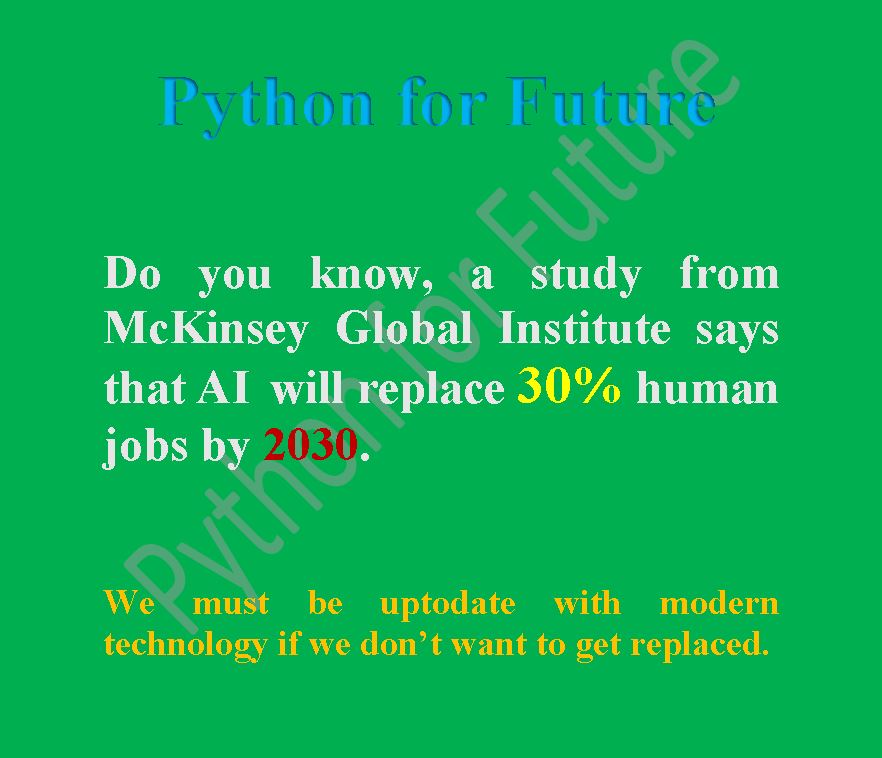 Python for Future
Do you know, a study from
McKinsey Global Institute says
that AI will replace 30% human
jobs by 2030.
We must be uptodate with modern
technology if we don’t want to get replaced.
Python for Future